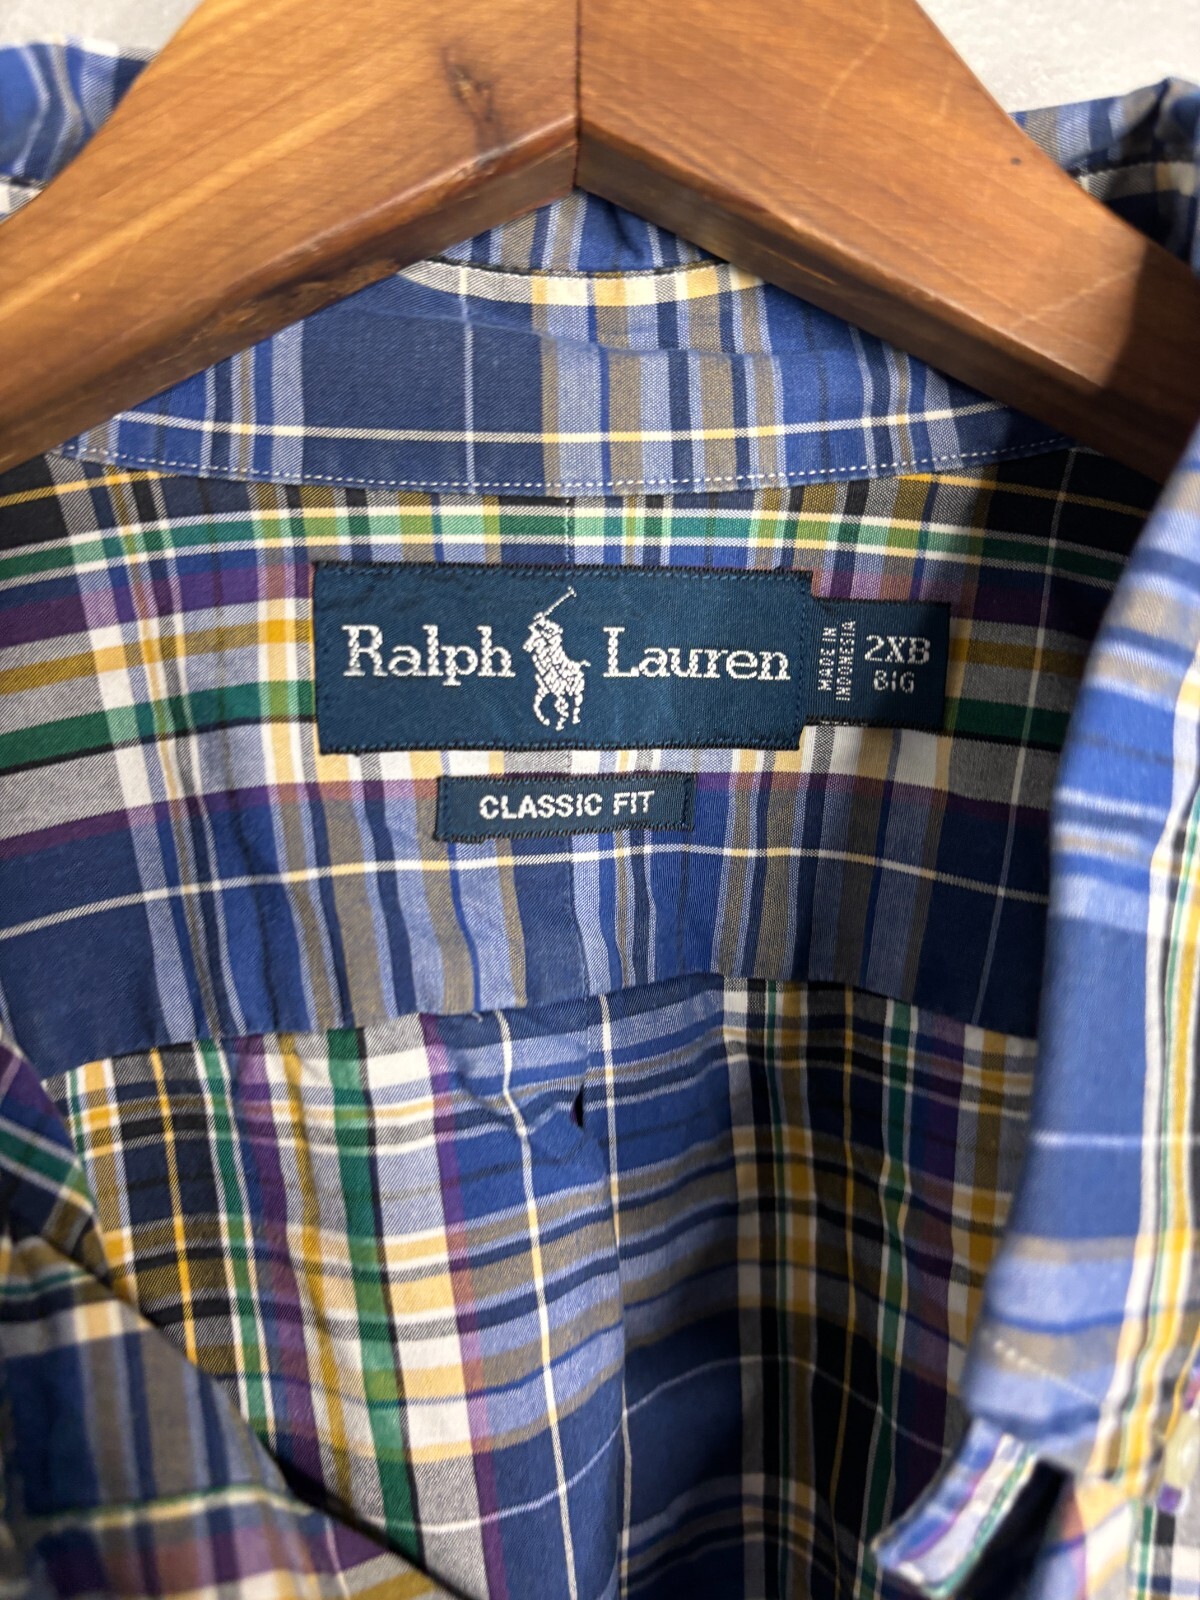 Ralph Lauren
MADE IN
INDONESIA
2XB
BIG
CLASSIC FIT